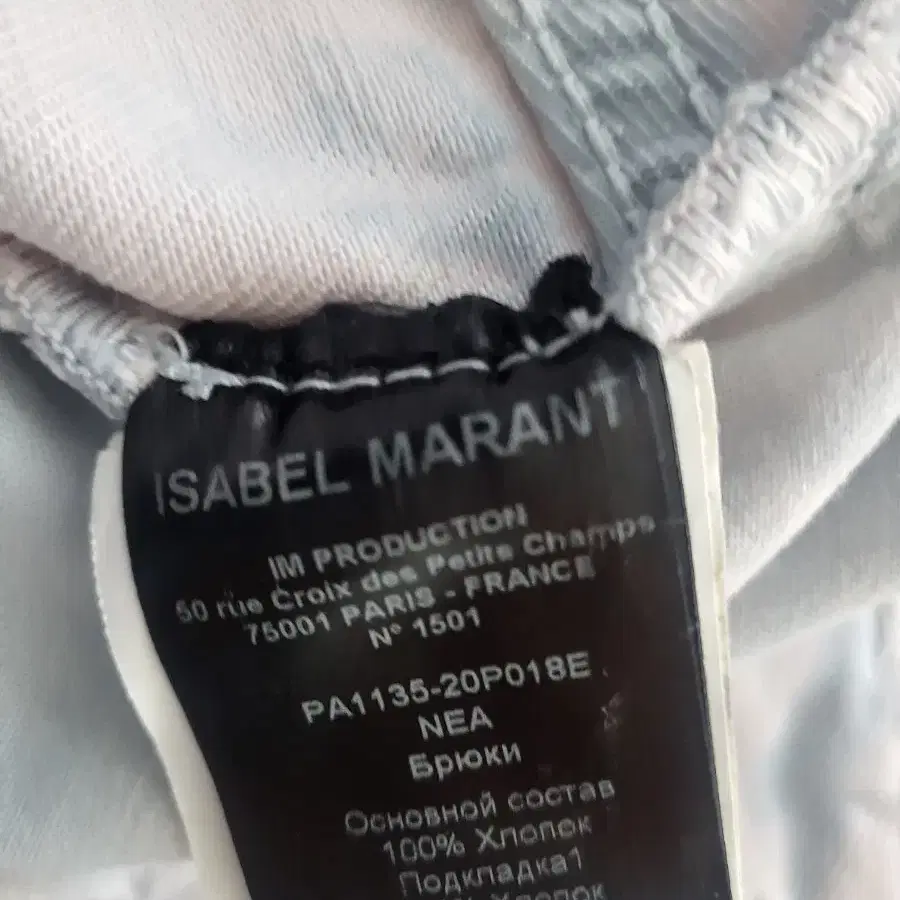 ISABEL MARANT
IM PRODUCTION
50 rue Croix des Petits Champs
75001 PARIS - FRANCE
N° 1501
PA1135-20P018E
NEA
Брюки
Основной состав
100% Хлопок
Подкладка1
% Хлопок